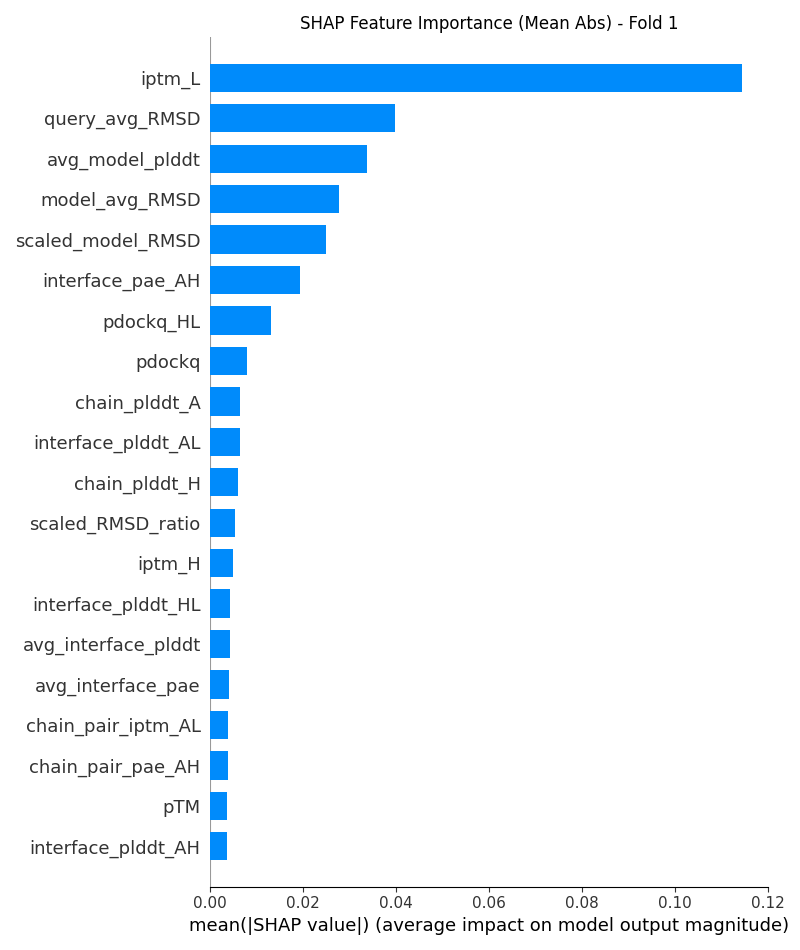 SHAP Feature Importance (Mean Abs) - Fold 1
iptm_L
query_avg_RMSD
avg_model_plddt
model_avg_RMSD
scaled_model_RMSD
interface_pae_AH
pdockq_HL
pdockq
chain_plddt_A
interface_plddt_AL
chain_plddt_H
scaled_RMSD_ratio
iptm_H
interface_plddt_HL
avg_interface_plddt
avg_interface_pae
chain_pair_iptm_AL
chain_pair_pae_AH
pTM
interface_plddt_AH
0.00 0.02 0.04 0.06 0.08 0.10 0.12
mean(|SHAP value|) (average impact on model output magnitude)